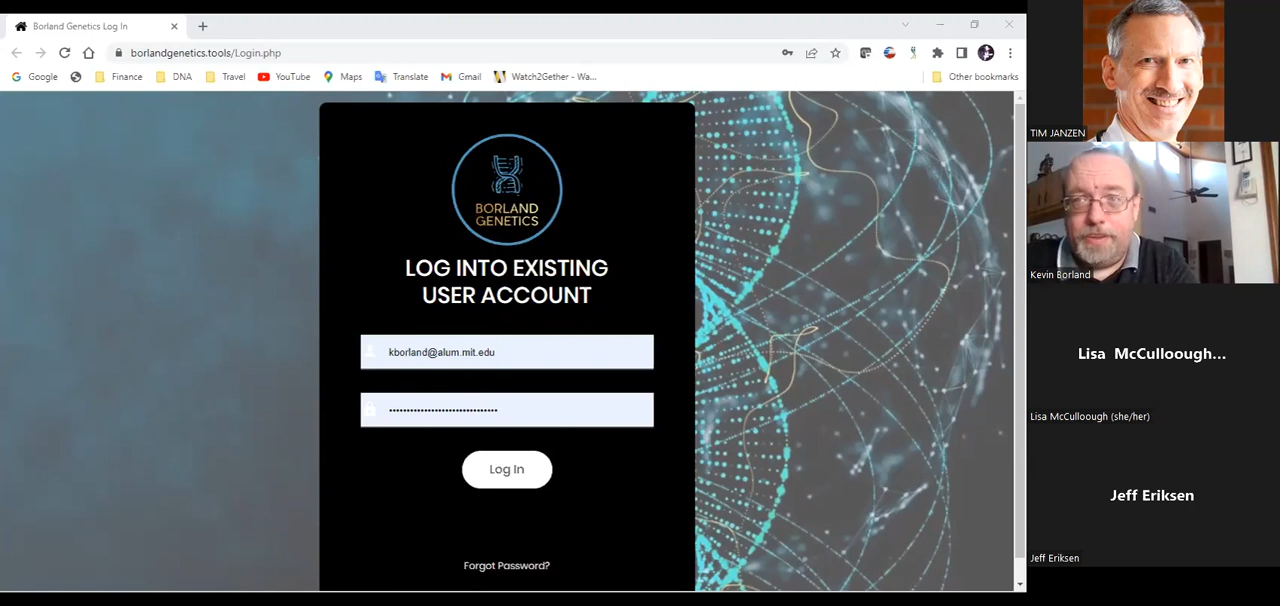 Borland Genetics Log In
borlandgenetics.tools/Login.php
Google
Finance
DNA
Travel
YouTube
Maps
Translate
Gmail
Watch2Gether - Wa...
Other bookmarks
BORLAND
GENETICS
LOG INTO EXISTING
USER ACCOUNT
kborland@alum.mit.edu
••••••••••••••••••••••••••••••
Log In
Forgot Password?
TIM JANZEN
Kevin Borland
Lisa McCulloough...
Lisa McCulloough (she/her)
Jeff Eriksen
Jeff Eriksen